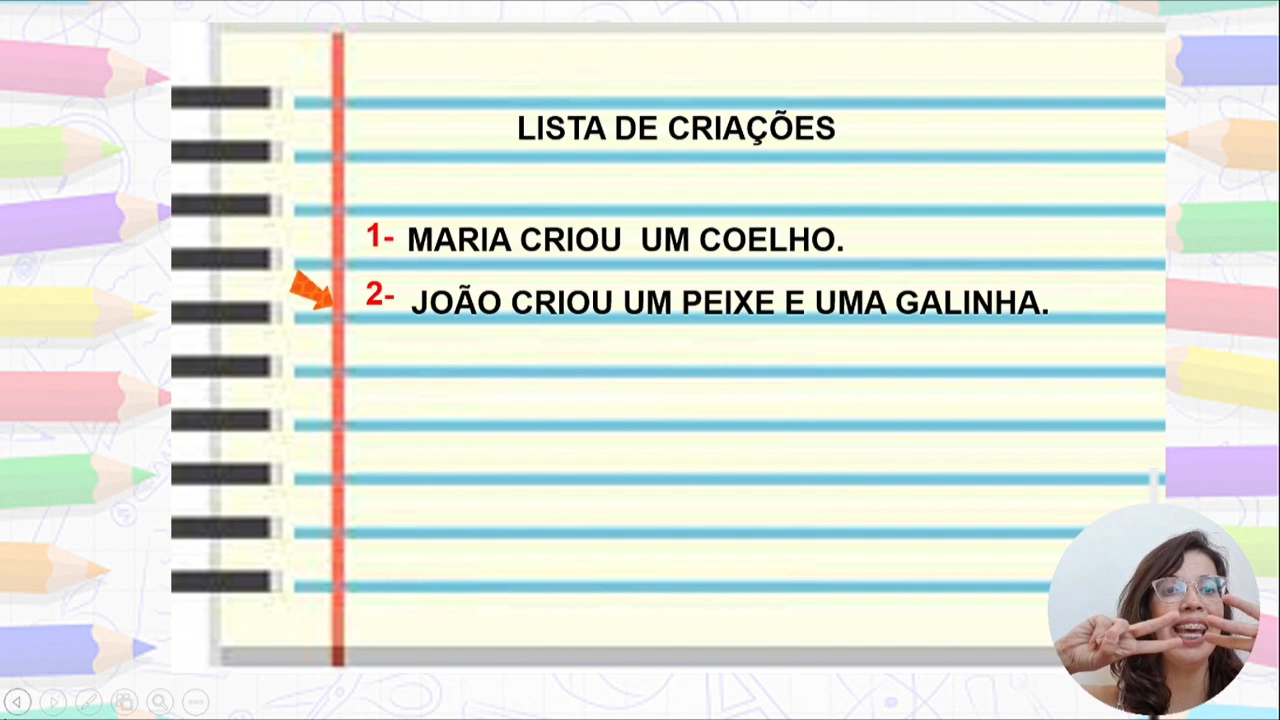 LISTA DE CRIAÇÕES
1- MARIA CRIOU UM COELHO.
2- JOÃO CRIOU UM PEIXE E UMA GALINHA.